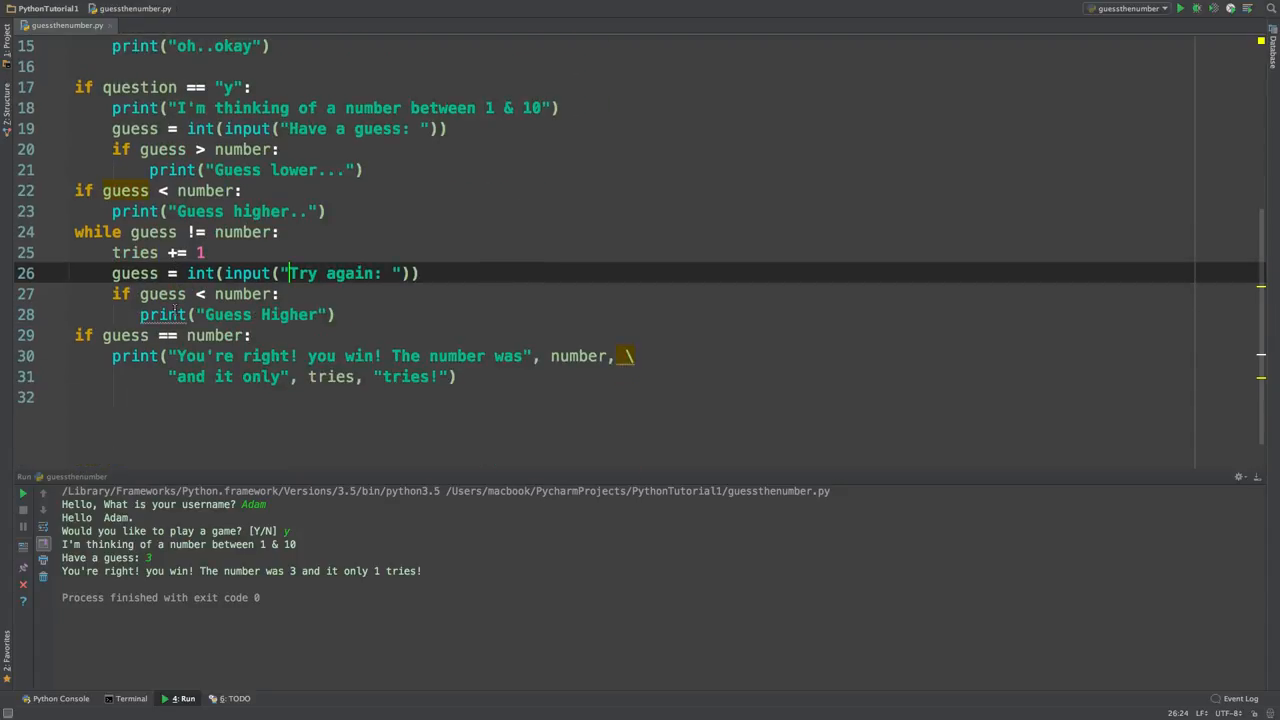 PythonTutorial1 guessthenumber.py guessthenumber
guessthenumber.py
1: Project
Z: Structure
Database
15 print("oh..okay")
16
17 if question == "y":
18 print("I'm thinking of a number between 1 & 10")
19 guess = int(input("Have a guess: "))
20 if guess > number:
21 print("Guess lower...")
22 if guess < number:
23 print("Guess higher..")
24 while guess != number:
25 tries += 1
26 guess = int(input("Try again: "))
27 if guess < number:
28 print("Guess Higher")
29 if guess == number:
30 print("You're right! you win! The number was", number, \
31 "and it only", tries, "tries!")
32
Run guessthenumber
/Library/Frameworks/Python.framework/Versions/3.5/bin/python3.5 /Users/macbook/PycharmProjects/PythonTutorial1/guessthenumber.py
Hello, What is your username? Adam
Hello  Adam.
Would you like to play a game? [Y/N] y
I'm thinking of a number between 1 & 10
Have a guess: 3
You're right! you win! The number was 3 and it only 1 tries!
Process finished with exit code 0
2: Favorites
Python Console Terminal 4: Run 6: TODO Event Log
26:24 LF÷ UTF-8÷